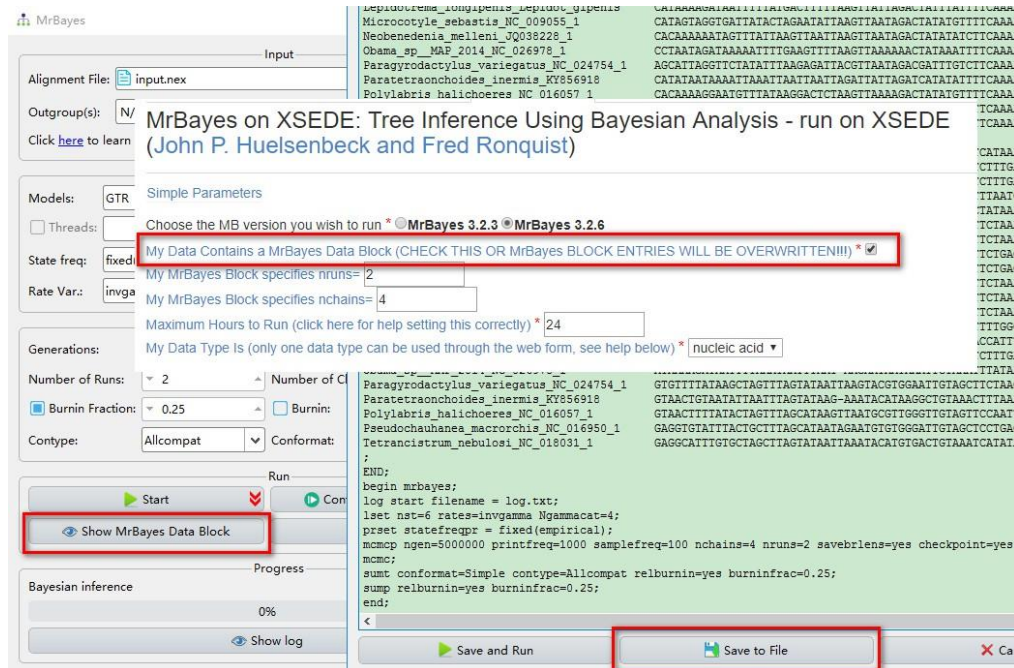 MrBayes
Input
Alignment File: input.nex
Outgroup(s): N/
Click here to learn
Models: GTR
Threads:
State freq: fixed
Rate Var.: invga
Generations:
Number of Runs: 2 Number of Cl
Burnin Fraction: 0.25 Burnin:
Contype: Allcompat Conformat:
Run
Start Con
Show MrBayes Data Block
Progress
Bayesian inference
0%
Show log
Microcotyle_sebastis_NC_009055_1 CATAGTAGGTGATTATACTAGAATATTAAGTTAATAGACTATATGTTTTCAAA
Neobenedenia_melleni_JQ038228_1
Obama_sp__MAP_2014_NC_026978_1
Paragyrodactylus_variegatus_NC_024754_1
Paratetraonchoides_inermis_KY856918
Polylabris_halichoeres_NC_016057_1
MrBayes on XSEDE: Tree Inference Using Bayesian Analysis - run on XSEDE
(John P. Huelsenbeck and Fred Ronquist)
Simple Parameters
Choose the MB version you wish to run * MrBayes 3.2.3 MrBayes 3.2.6
My Data Contains a MrBayes Data Block (CHECK THIS OR MrBayes BLOCK ENTRIES WILL BE OVERWRITTEN!!!) *
My MrBayes Block specifies nruns= 2
My MrBayes Block specifies nchains= 4
Maximum Hours to Run (click here for help setting this correctly) * 24
My Data Type Is (only one data type can be used through the web form, see help below) * nucleic acid
Paragyrodactylus_variegatus_NC_024754_1 GTGTTTTATAAGCTAGTTTAGTATAATTAAGTACGTGGAATTGTAGCTTCTAA
Paratetraonchoides_inermis_KY856918 GTAACTGTAATATTAATTTAGTATAAG-AAATACATAAGGCTGTAAACTTTAA
Polylabris_halichoeres_NC_016057_1 GTAACTTTTATACTAGTTTAGCATAAGTTAATGCGTTGGGTTGTAGTTCCAAT
Pseudochauhanea_macrorchis_NC_016950_1 GAGGTGTATTTACTGCTTTAGCATAATAGAATGTGTGGGATTGTAGCTCCTGA
Tetrancistrum_nebulosi_NC_018031_1 GAGGCATTTGTGCTAGCTTAGTATAATTAAATACATGTGACTGTAAATCATAT
;
END;
begin mrbayes;
log start filename = log.txt;
lset nst=6 rates=invgamma Ngammacat=4;
prset statefreqpr = fixed(empirical);
mcmcp ngen=5000000 printfreq=1000 samplefreq=100 nchains=4 nruns=2 savebrlens=yes checkpoint=yes
mcmc;
sumt conformat=Simple contype=Allcompat relburnin=yes burninfrac=0.25;
sump relburnin=yes burninfrac=0.25;
end;
Save and Run
Save to File
Ca